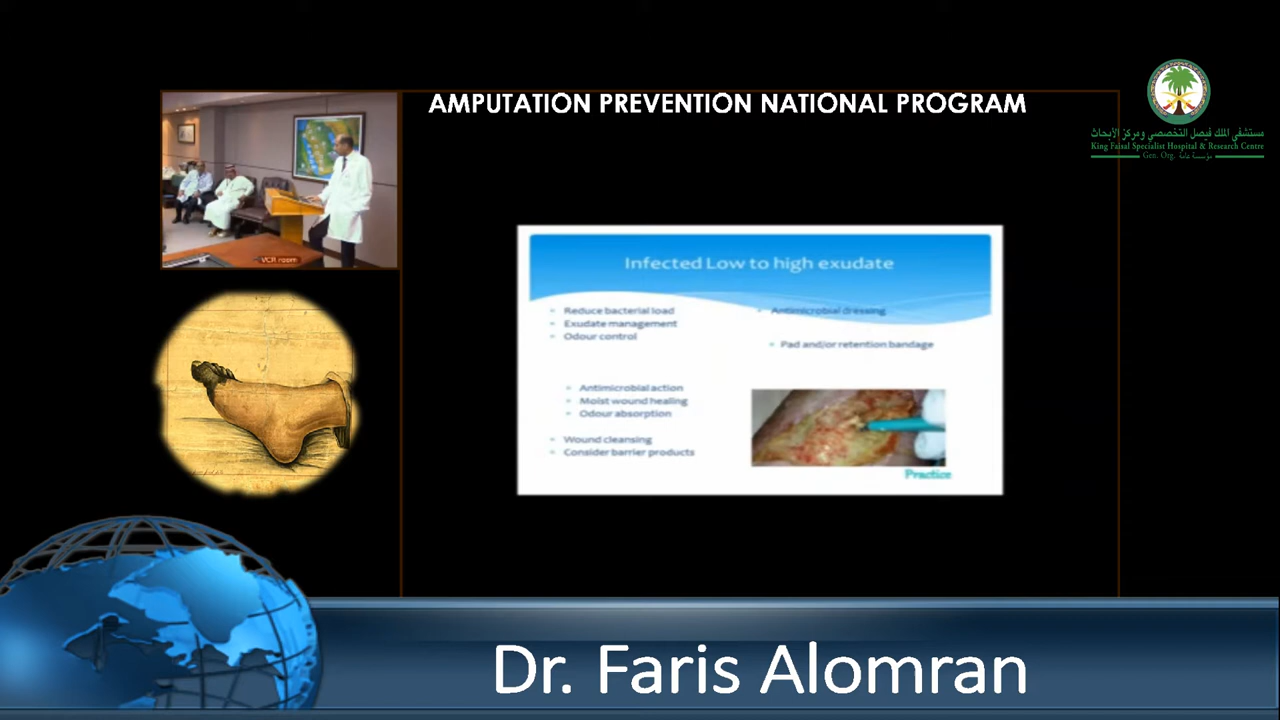 AMPUTATION PREVENTION NATIONAL PROGRAM
مستشفى الملك فيصل التخصصي ومركز الأبحاث
King Faisal Specialist Hospital & Research Centre
Gen. Org. مؤسسة عامة
VCR room
Infected Low to high exudate
Reduce bacterial load
Exudate management
Odour control
Antimicrobial action
Moist wound healing
Odour absorption
Wound cleansing
Consider barrier products
Antimicrobial dressing
Pad and/or retention bandage
Practice
Dr. Faris Alomran